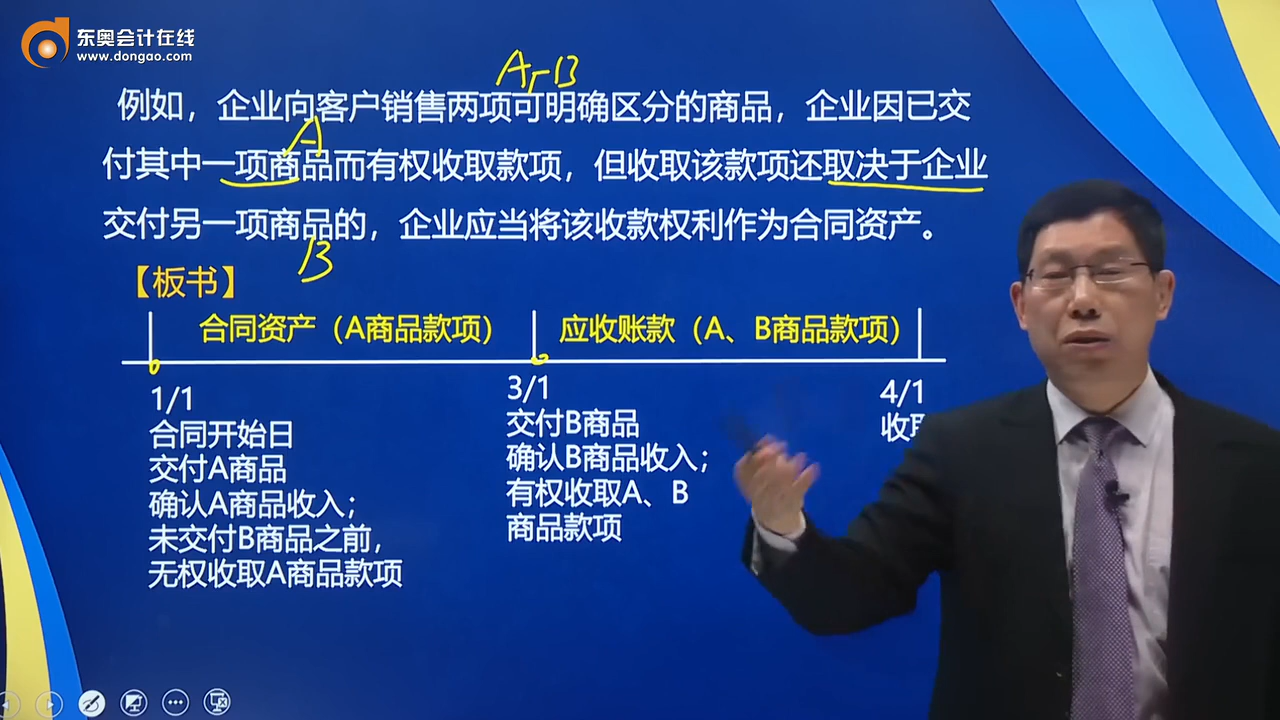 东奥会计在线
www.dongao.com
A, B
例如，企业向客户销售两项可明确区分的商品，企业因已交
A
付其中一项商品而有权收取款项，但收取该款项还取决于企业
交付另一项商品的，企业应当将该收款权利作为合同资产。
B
【板书】
合同资产（A商品款项）
应收账款（A、B商品款项）
1/1
合同开始日
交付A商品
确认A商品收入；
未交付B商品之前，
无权收取A商品款项
3/1
交付B商品
确认B商品收入；
有权收取A、B
商品款项
4/1
收